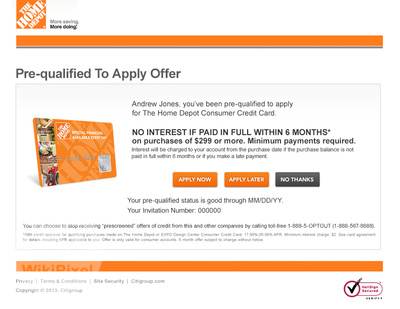 THE HOME DEPOT
More saving.
More doing.
Pre-qualified To Apply Offer
Andrew Jones, you've been pre-qualified to apply
for The Home Depot Consumer Credit Card.
NO INTEREST IF PAID IN FULL WITHIN 6 MONTHS*
on purchases of $299 or more. Minimum payments required.
Interest will be charged to your account from the purchase date if the purchase balance is not
paid in full within 6 months or if you make a late payment.
APPLY NOW APPLY LATER NO THANKS
Your pre-qualified status is good through MM/DD/YY.
Your Invitation Number: 000000
You can choose to stop receiving "prescreened" offers of credit from this and other companies by calling toll-free 1-888-5-OPTOUT (1-888-567-8688).
*With credit approval for qualifying purchases made on The Home Depot or EXPO Design Center Consumer Credit Card. APR: Minimum interest charge: $2. See card agreement
for details including APR applicable to you. Offer is only valid for consumer accounts. 6 month offer subject to change without notice.
WikiPixel
Privacy | Terms & Conditions | Site Security | Citigroup.com
Copyright © 2013, Citigroup
VeriSign
Secured
VERIFY